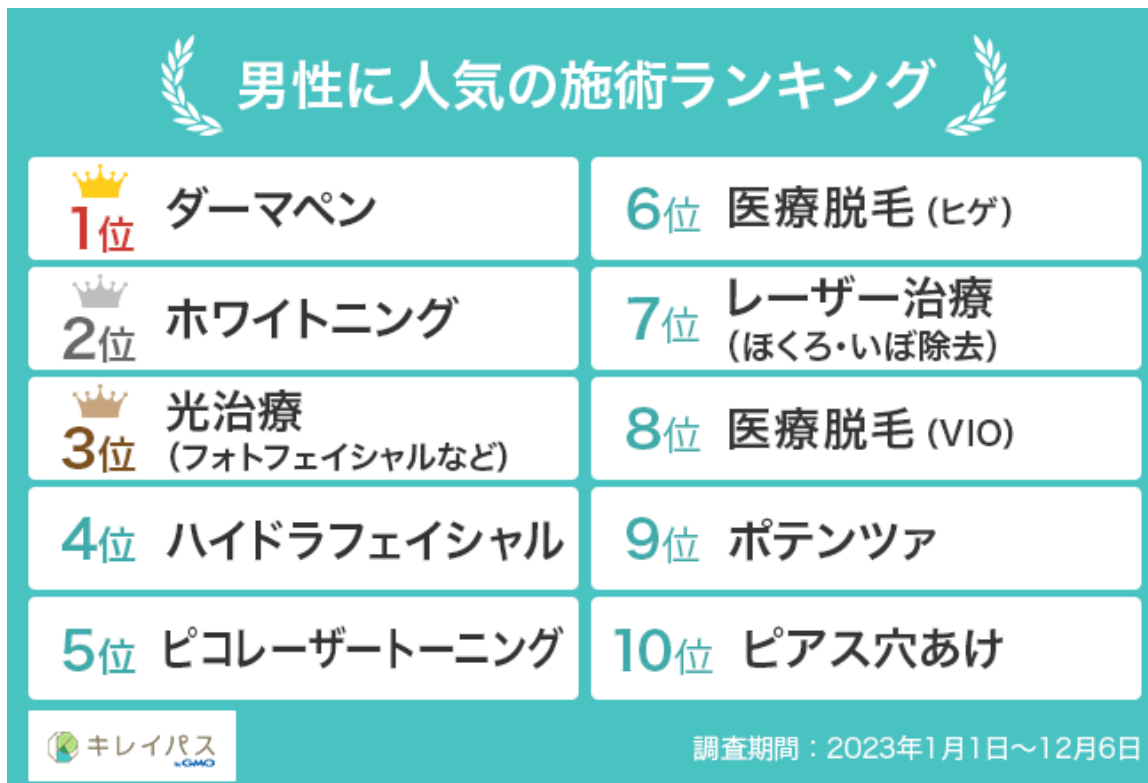 男性に人気の施術ランキング
1位 ダーマペン
2位 ホワイトニング
3位 光治療
(フォトフェイシャルなど)
4位 ハイドラフェイシャル
5位 ピコレーザートーニング
6位 医療脱毛 (ヒゲ)
7位 レーザー治療
(ほくろ・いぼ除去)
8位 医療脱毛 (VIO)
9位 ポテンツァ
10位 ピアス穴あけ
キレイパス
by GMO
調査期間:2023年1月1日〜12月6日